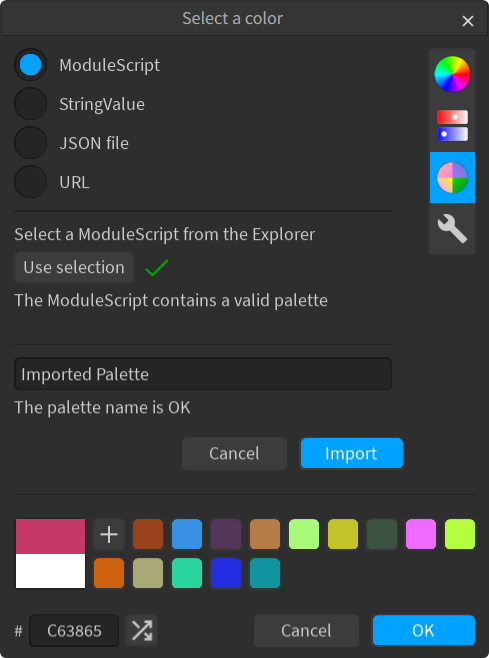 Select a color
ModuleScript
StringValue
JSON file
URL
Select a ModuleScript from the Explorer
Use selection
The ModuleScript contains a valid palette
Imported Palette
The palette name is OK
Cancel Import
# C63865 Cancel OK